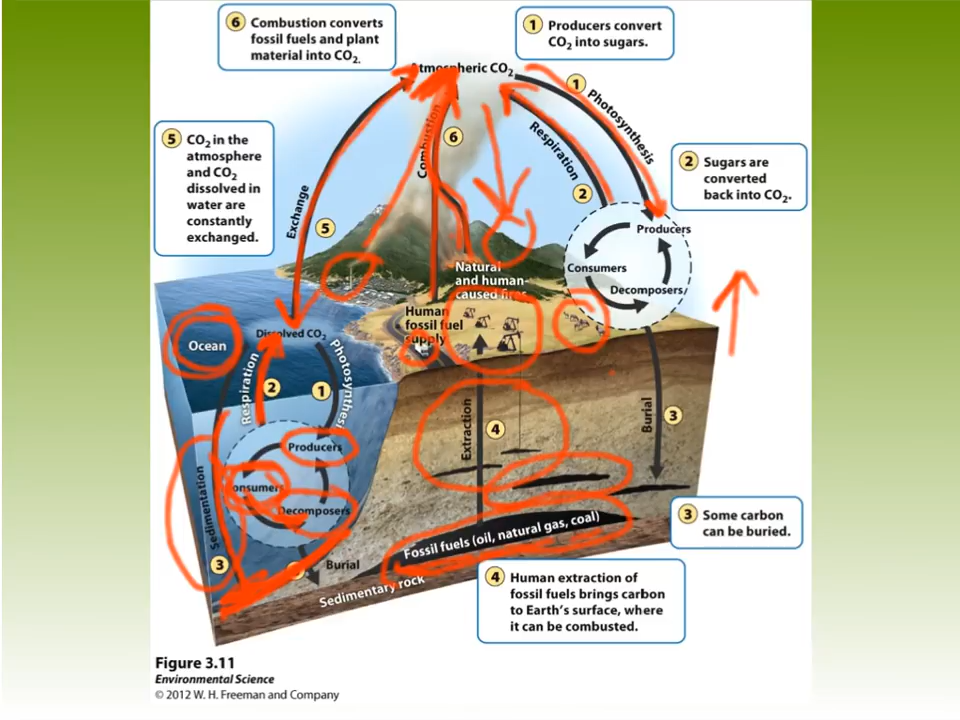 6 Combustion converts
fossil fuels and plant
material into CO₂.
1 Producers convert
CO₂ into sugars.
Atmospheric CO₂
1
Photosynthesis
Combustion
6
Respiration
2
5 CO₂ in the
atmosphere
and CO₂
dissolved in
water are
constantly
exchanged.
2 Sugars are
converted
back into CO₂.
Exchange
5
Producers
Consumers
Decomposers
Natural
and human-
caused fires
Human
fossil fuel
supply
Ocean
Dissolved CO₂
Respiration
2
Photosynthesis
1
Extraction
4
Burial
3
Producers
Consumers
Decomposers
Sedimentation
3
Burial
Fossil fuels (oil, natural gas, coal)
Sedimentary rock
3 Some carbon
can be buried.
4 Human extraction of
fossil fuels brings carbon
to Earth's surface, where
it can be combusted.
Figure 3.11
Environmental Science
© 2012 W. H. Freeman and Company